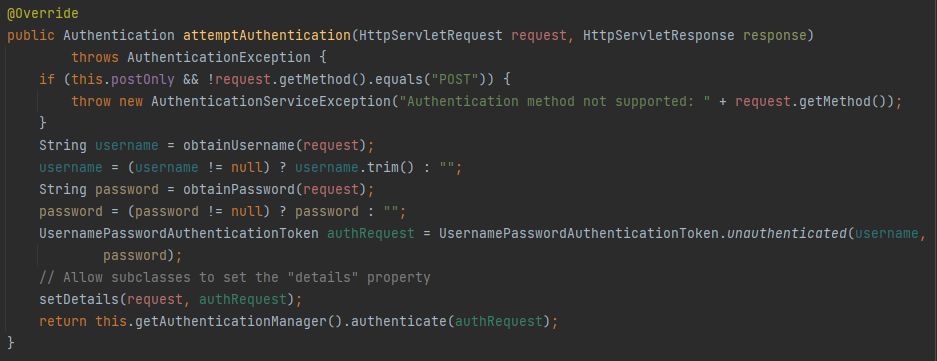 @Override
public Authentication attemptAuthentication(HttpServletRequest request, HttpServletResponse response)
        throws AuthenticationException {
    if (this.postOnly && !request.getMethod().equals("POST")) {
        throw new AuthenticationServiceException("Authentication method not supported: " + request.getMethod());
    }
    String username = obtainUsername(request);
    username = (username != null) ? username.trim() : "";
    String password = obtainPassword(request);
    password = (password != null) ? password : "";
    UsernamePasswordAuthenticationToken authRequest = UsernamePasswordAuthenticationToken.unauthenticated(username,
            password);
    // Allow subclasses to set the "details" property
    setDetails(request, authRequest);
    return this.getAuthenticationManager().authenticate(authRequest);
}